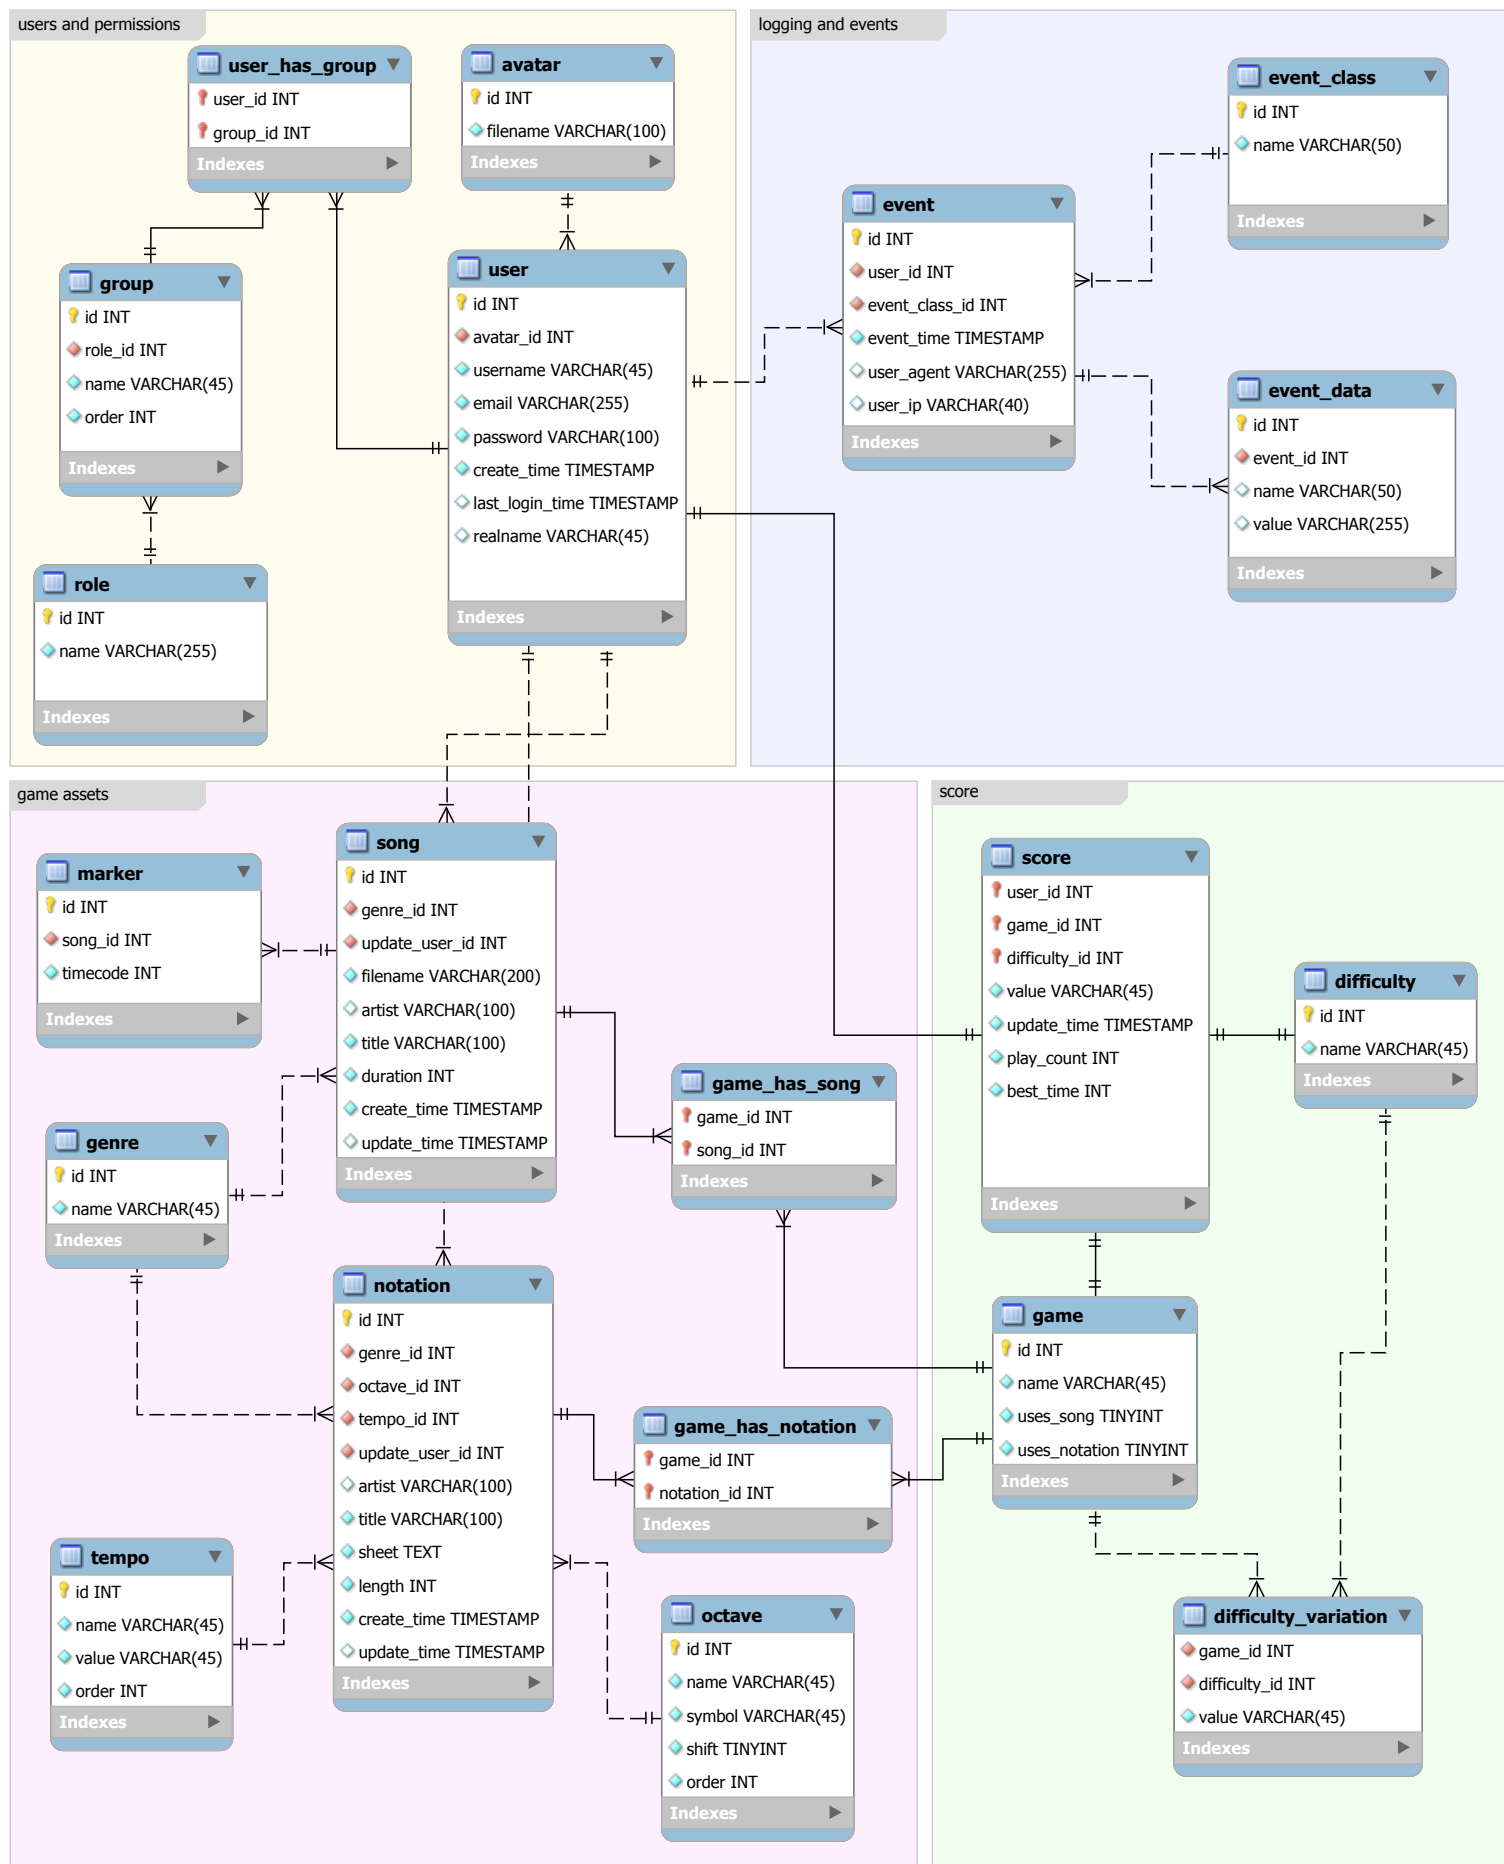 users and permissions
user_has_group
user_id INT
group_id INT
Indexes
avatar
id INT
filename VARCHAR(100)
Indexes
group
id INT
role_id INT
name VARCHAR(45)
order INT
Indexes
user
id INT
avatar_id INT
username VARCHAR(45)
email VARCHAR(255)
password VARCHAR(100)
create_time TIMESTAMP
last_login_time TIMESTAMP
realname VARCHAR(45)
Indexes
role
id INT
name VARCHAR(255)
Indexes
logging and events
event_class
id INT
name VARCHAR(50)
Indexes
event
id INT
user_id INT
event_class_id INT
event_time TIMESTAMP
user_agent VARCHAR(255)
user_ip VARCHAR(40)
Indexes
event_data
id INT
event_id INT
name VARCHAR(50)
value VARCHAR(255)
Indexes
game assets
song
id INT
genre_id INT
update_user_id INT
filename VARCHAR(200)
artist VARCHAR(100)
title VARCHAR(100)
duration INT
create_time TIMESTAMP
update_time TIMESTAMP
Indexes
marker
id INT
song_id INT
timecode INT
Indexes
game_has_song
game_id INT
song_id INT
Indexes
genre
id INT
name VARCHAR(45)
Indexes
notation
id INT
genre_id INT
octave_id INT
tempo_id INT
update_user_id INT
artist VARCHAR(100)
title VARCHAR(100)
sheet TEXT
length INT
create_time TIMESTAMP
update_time TIMESTAMP
Indexes
game_has_notation
game_id INT
notation_id INT
Indexes
tempo
id INT
name VARCHAR(45)
value VARCHAR(45)
order INT
Indexes
octave
id INT
name VARCHAR(45)
symbol VARCHAR(45)
shift TINYINT
order INT
Indexes
score
score
user_id INT
game_id INT
difficulty_id INT
value VARCHAR(45)
update_time TIMESTAMP
play_count INT
best_time INT
Indexes
difficulty
id INT
name VARCHAR(45)
Indexes
game
id INT
name VARCHAR(45)
uses_song TINYINT
uses_notation TINYINT
Indexes
difficulty_variation
game_id INT
difficulty_id INT
value VARCHAR(45)
Indexes